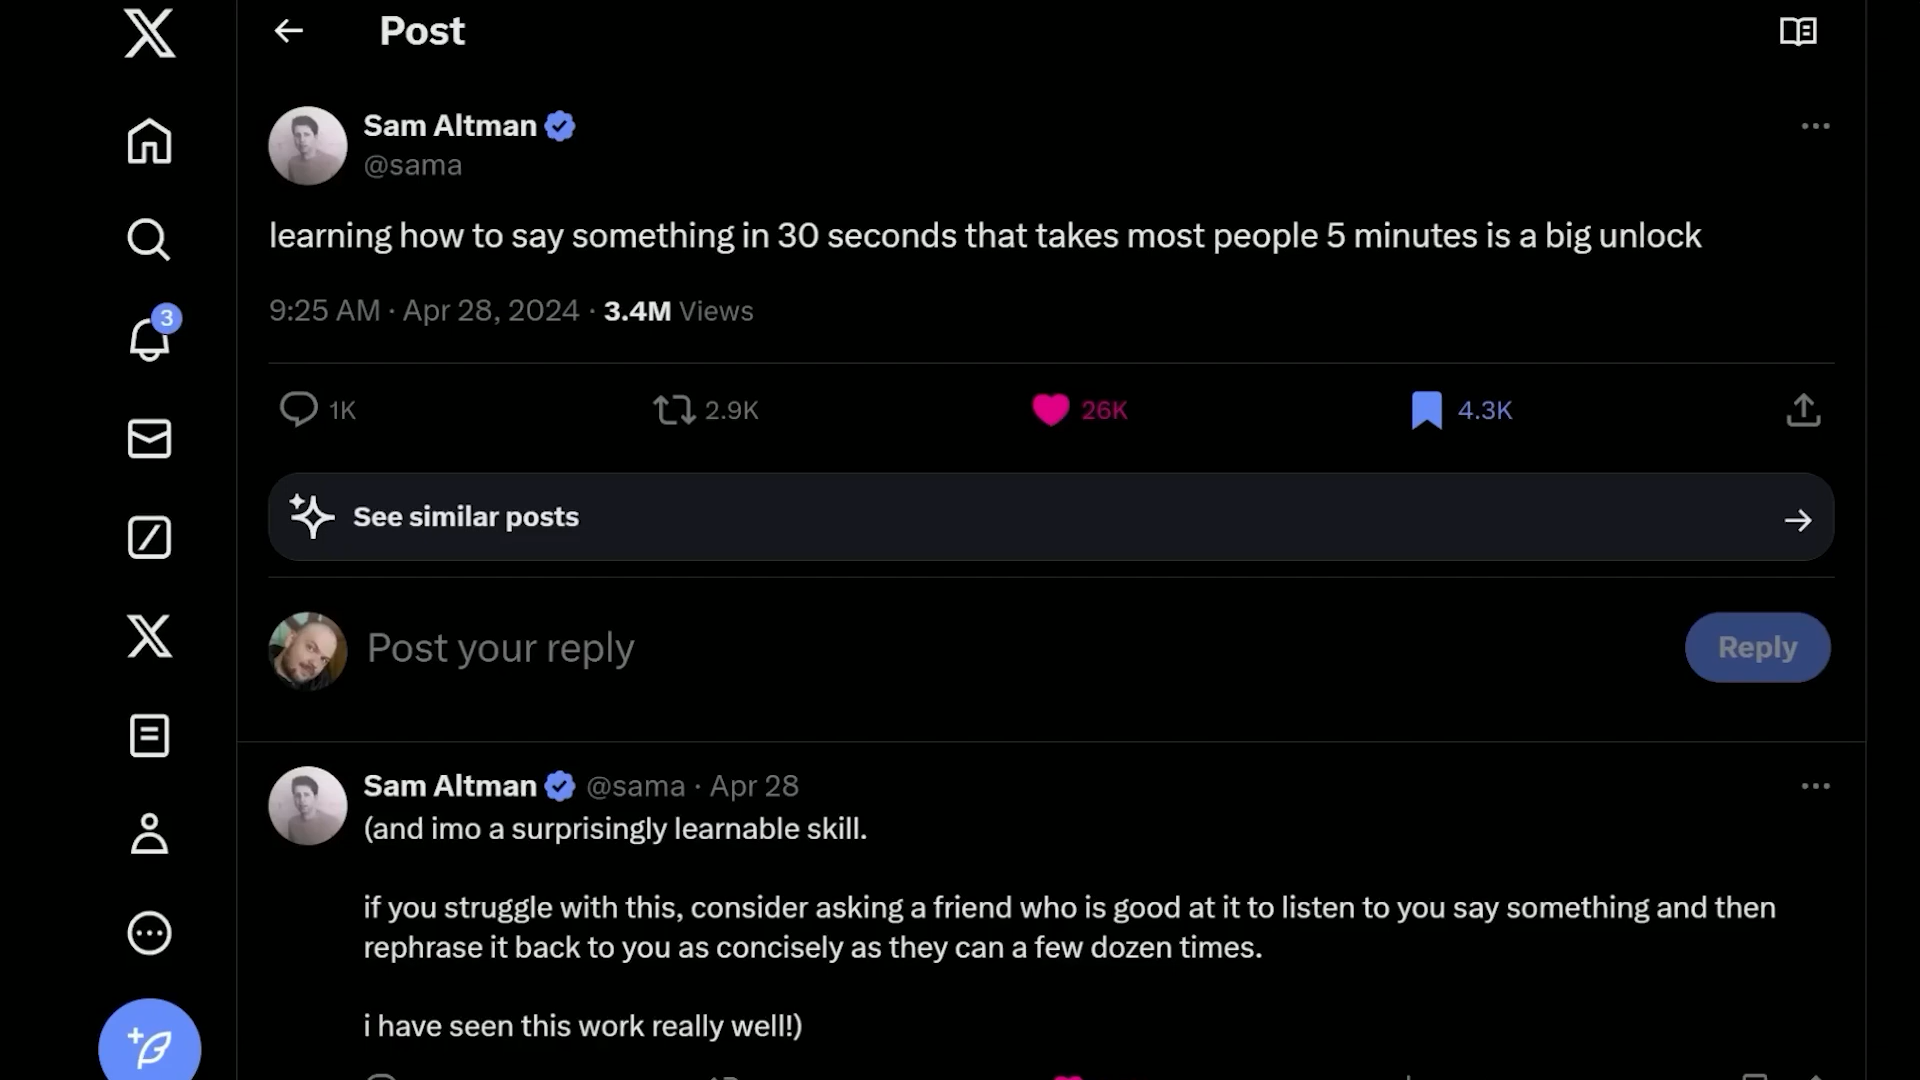 Post
Sam Altman
@sama
learning how to say something in 30 seconds that takes most people 5 minutes is a big unlock
9:25 AM · Apr 28, 2024 · 3.4M Views
1K 2.9K 26K 4.3K
3
See similar posts
Post your reply
Reply
Sam Altman @sama · Apr 28
(and imo a surprisingly learnable skill.
if you struggle with this, consider asking a friend who is good at it to listen to you say something and then
rephrase it back to you as concisely as they can a few dozen times.
i have seen this work really well!)